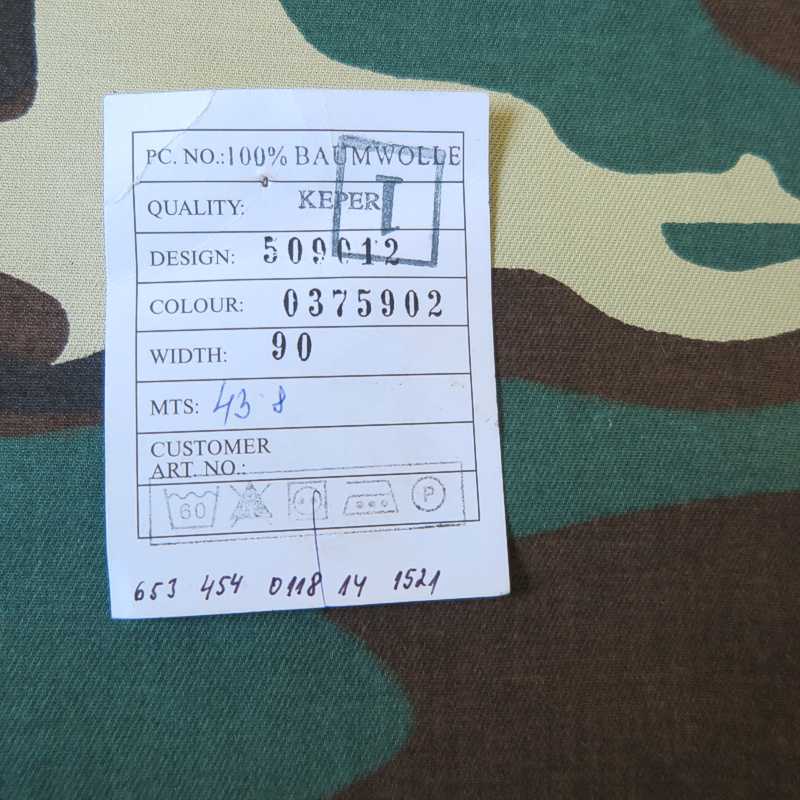 PC. NO.: 100% BAUMWOLLE
QUALITY: KEPER
I
DESIGN: 509012
COLOUR: 0375902
WIDTH: 90
MTS: 43 8
CUSTOMER
ART. NO.:
60 P
653 454 0118 14 1521